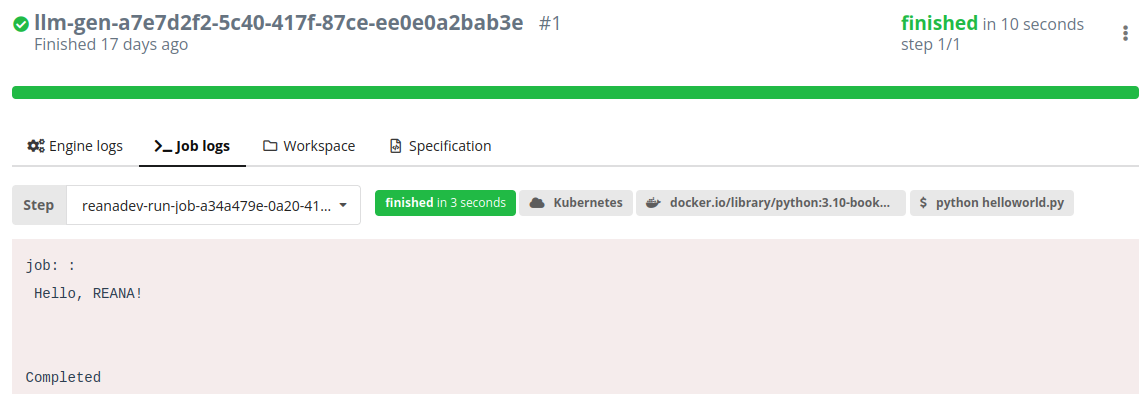 llm-gen-a7e7d2f2-5c40-417f-87ce-ee0e0a2bab3e #1
finished in 10 seconds
Finished 17 days ago
step 1/1
Engine logs Job logs Workspace Specification
Step reanadev-run-job-a34a479e-0a20-41... finished in 3 seconds Kubernetes docker.io/library/python:3.10-book... $ python helloworld.py
job: :
Hello, REANA!
Completed